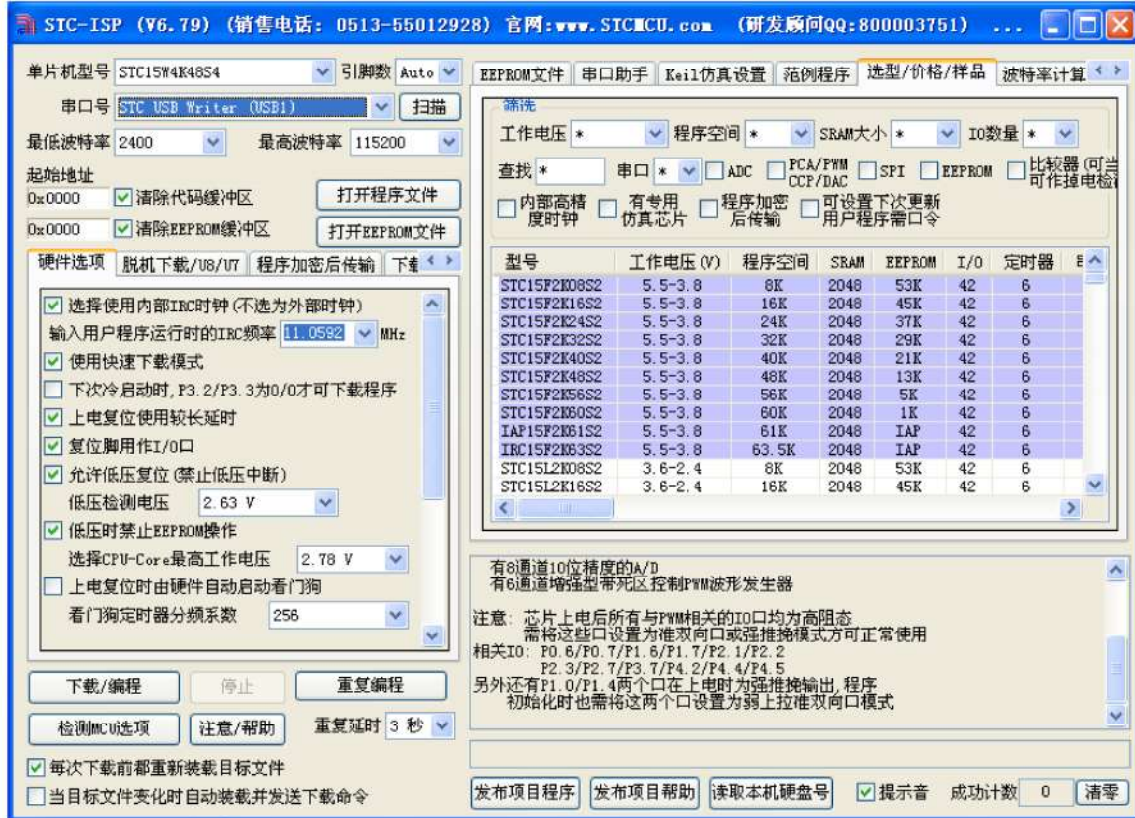 STC-ISP (V6.79) (销售电话: 0513-55012928) 官网:www.STCMCU.com (研发顾问QQ:800003751) ...
单片机型号 STC15W4K48S4 引脚数 Auto
串口号 STC USB Writer (USB1) 扫描
最低波特率 2400 最高波特率 115200
起始地址
0x0000 清除代码缓冲区 打开程序文件
0x0000 清除EEPROM缓冲区 打开EEPROM文件
硬件选项 脱机下载/U8/U7 程序加密后传输
选择使用内部IRC时钟(不选为外部时钟)
输入用户程序运行时的IRC频率 11.0592 MHz
使用快速下载模式
下次冷启动时,P3.2/P3.3为0/0才可下载程序
上电复位使用较长延时
复位脚用作I/O口
允许低压复位(禁止低压中断)
低压检测电压 2.63 V
低压时禁止EEPROM操作
选择CPU-Core最高工作电压 2.78 V
上电复位时由硬件自动启动看门狗
看门狗定时器分频系数 256
下载/编程 停止 重复编程
检测MCU选项 注意/帮助 重复延时 3 秒
每次下载前都重新装载目标文件
当目标文件变化时自动装载并发送下载命令
EEPROM文件 串口助手 Keil仿真设置 范例程序 选型/价格/样品 波特率计算
筛选
工作电压 * 程序空间 * SRAM大小 * IO数量 *
查找 * 串口 * ADC PCA/PWM CCP/DAC SPI EEPROM 比较器(可当 可作掉电检
内部高精度时钟 有专用仿真芯片 程序加密后传输 可设置下次更新用户程序需口令
型号 工作电压(V) 程序空间 SRAM EEPROM I/O 定时器
STC15F2K08S2 5.5-3.8 8K 2048 53K 42 6
STC15F2K16S2 5.5-3.8 16K 2048 45K 42 6
STC15F2K24S2 5.5-3.8 24K 2048 37K 42 6
STC15F2K32S2 5.5-3.8 32K 2048 29K 42 6
STC15F2K40S2 5.5-3.8 40K 2048 21K 42 6
STC15F2K48S2 5.5-3.8 48K 2048 13K 42 6
STC15F2K56S2 5.5-3.8 56K 2048 5K 42 6
STC15F2K60S2 5.5-3.8 60K 2048 1K 42 6
IAP15F2K61S2 5.5-3.8 61K 2048 IAP 42 6
IRC15F2K63S2 5.5-3.8 63.5K 2048 IAP 42 6
STC15L2K08S2 3.6-2.4 8K 2048 53K 42 6
STC15L2K16S2 3.6-2.4 16K 2048 45K 42 6
有8通道10位精度的A/D
有6通道增强型带死区控制PWM波形发生器
注意: 芯片上电后所有与PWM相关的IO口均为高阻态
需将这些口设置为准双向口或强推挽模式方可正常使用
相关IO: P0.6/P0.7/P1.6/P1.7/P2.1/P2.2
P2.3/P2.7/P3.7/P4.2/P4.4/P4.5
另外还有P1.0/P1.4两个口在上电时为强推挽输出,程序
初始化时也需将这两个口设置为弱上拉准双向口模式
发布项目程序 发布项目帮助 读取本机硬盘号 提示音 成功计数 0 清零